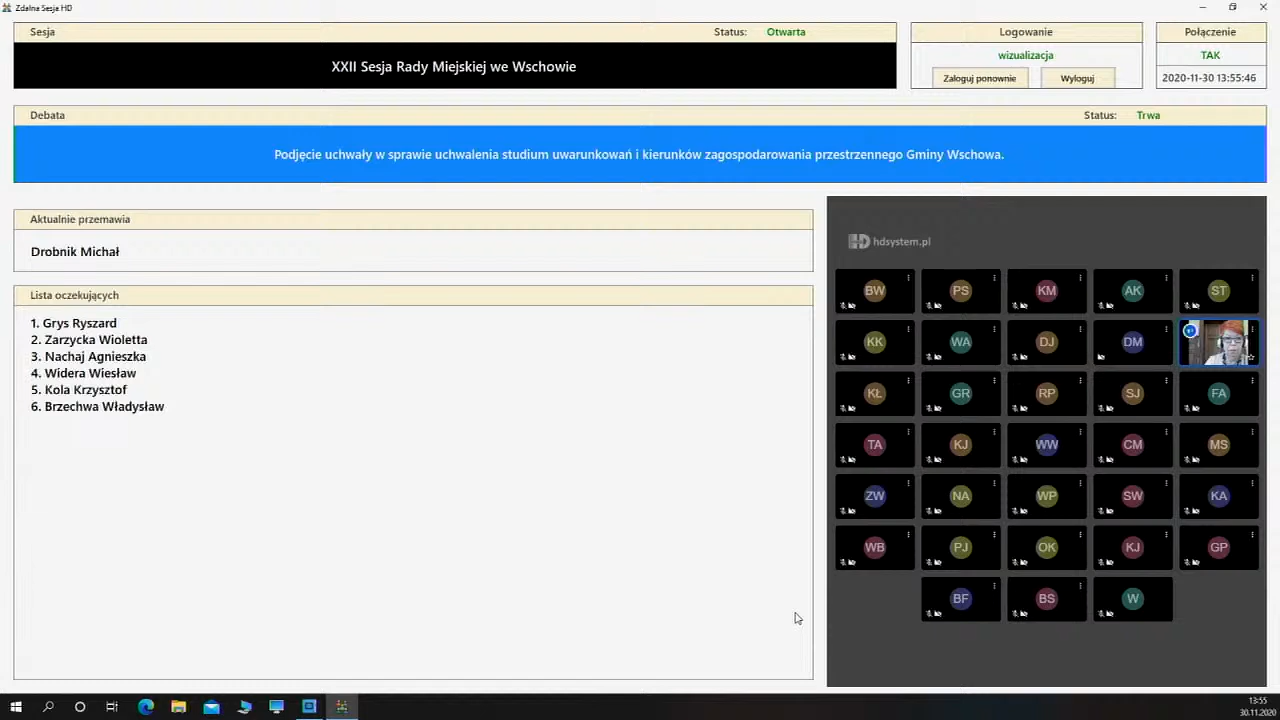 Zdalna Sesja HD
Sesja
Status: Otwarta
XXII Sesja Rady Miejskiej we Wschowie
Logowanie
wizualizacja
Zaloguj ponownie
Wyloguj
Połączenie
TAK
2020-11-30 13:55:46
Debata
Status: Trwa
Podjęcie uchwały w sprawie uchwalenia studium uwarunkowań i kierunków zagospodarowania przestrzennego Gminy Wschowa.
Aktualnie przemawia
Drobnik Michał
Lista oczekujących
1. Grys Ryszard
2. Zarzycka Wioletta
3. Nachaj Agnieszka
4. Widera Wiesław
5. Kola Krzysztof
6. Brzechwa Władysław
HD hdsystem.pl
BW PS KM AK ST
KK WA DJ DM
KŁ GR RP SJ FA
TA KJ WW CM MS
ZW NA WP SW KA
WB PJ OK KJ GP
BF BS W
13:55
30.11.2020